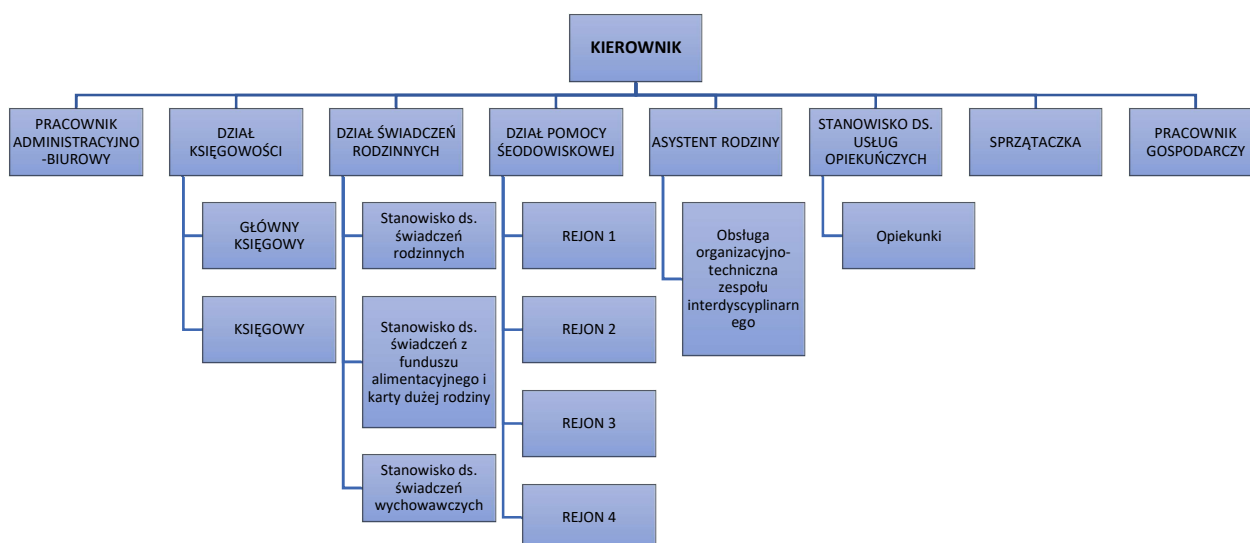 KIEROWNIK
PRACOWNIK
ADMINISTRACYJNO
-BIUROWY
DZIAŁ
KSIĘGOWOŚCI
DZIAŁ ŚWIADCZEŃ
RODZINNYCH
DZIAŁ POMOCY
ŚEODOWISKOWEJ
ASYSTENT RODZINY
STANOWISKO DS.
USŁUG
OPIEKUŃCZYCH
SPRZĄTACZKA
PRACOWNIK
GOSPODARCZY
GŁÓWNY
KSIĘGOWY
KSIĘGOWY
Stanowisko ds.
świadczeń
rodzinnych
Stanowisko ds.
świadczeń z
funduszu
alimentacyjnego i
karty dużej rodziny
Stanowisko ds.
świadczeń
wychowawczych
REJON 1
REJON 2
REJON 3
REJON 4
Obsługa
organizacyjno-
techniczna
zespołu
interdyscyplinarn
ego
Opiekunki